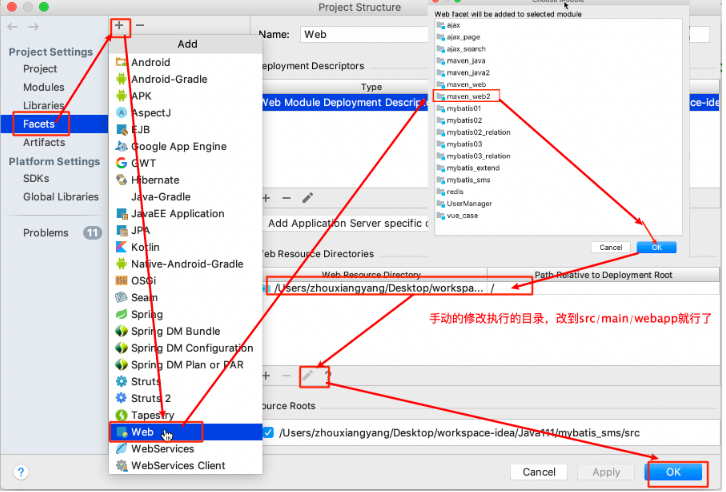 Project Structure
Choose Module
Web facet will be added to selected module
ajax
ajax_page
ajax_search
maven_java
maven_java2
maven_web
maven_web2
mybatis01
mybatis02
mybatis02_relation
mybatis03
mybatis03_relation
mybatis_extend
mybatis_sms
redis
UserManager
vue_case
Cancel
OK
Project Settings
Project
Modules
Libraries
Facets
Artifacts
Platform Settings
SDKs
Global Libraries
Problems 11
Add
Android
Android-Gradle
APK
AspectJ
EJB
Google App Engine
GWT
Hibernate
Java-Gradle
JavaEE Application
JPA
Kotlin
Native-Android-Gradle
OSGi
Seam
Spring
Spring DM Bundle
Spring DM Configuration
Spring DM Plan or PAR
Struts
Struts 2
Tapestry
Web
WebServices
WebServices Client
Name: Web
Deployment Descriptors
Type
Web Module Deployment Descrip
ce-idea/
Add Application Server specific d
Web Resource Directories
Web Resource Directory
Path Relative to Deployment Root
/Users/zhouxiangyang/Desktop/workspa... /
手动的修改执行的目录，改到src/main/webapp就行了
ource Roots
/Users/zhouxiangyang/Desktop/workspace-idea/Java111/mybatis_sms/src
?
Cancel
Apply
OK